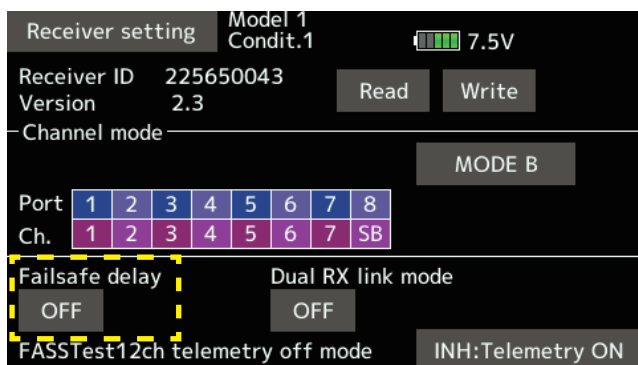 Receiver setting Model 1
Condit.1 7.5V
Receiver ID 225650043 Read Write
Version 2.3
Channel mode
MODE B
Port 1 2 3 4 5 6 7 8
Ch. 1 2 3 4 5 6 7 SB
Failsafe delay Dual RX link mode
OFF OFF
FASSTest12ch telemetry off mode INH:Telemetry ON